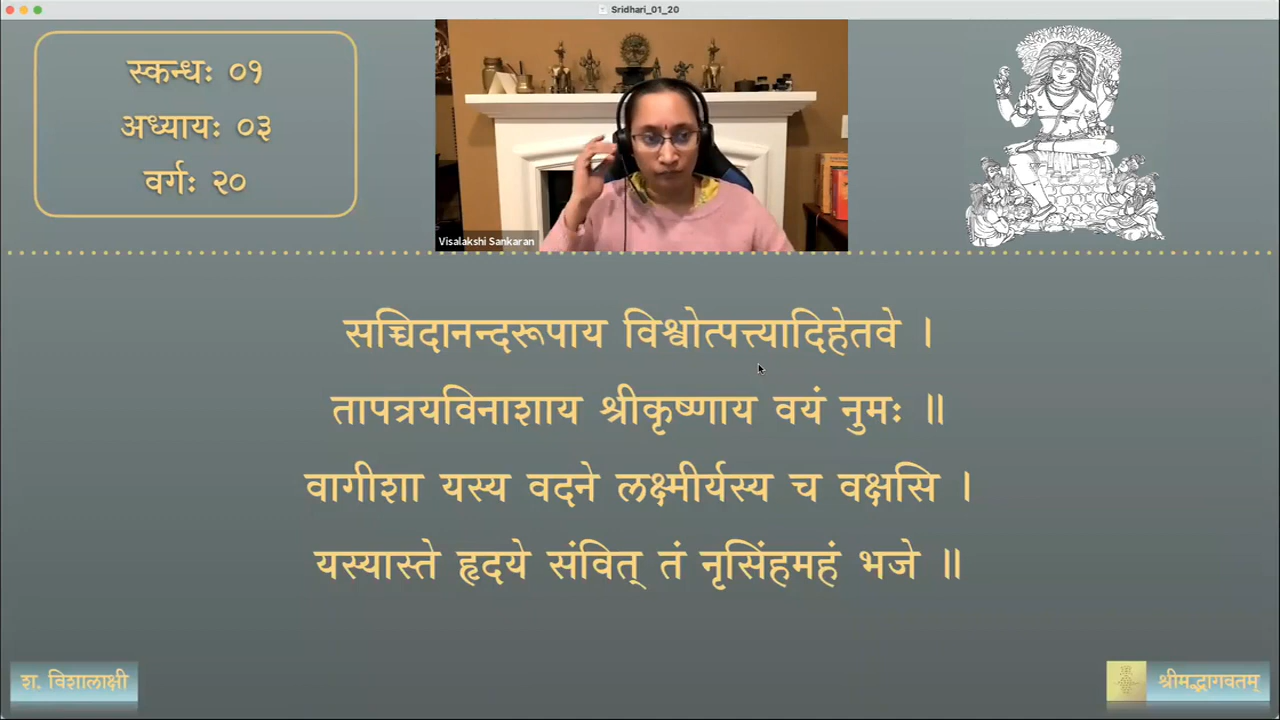 Sridhari_01_20
स्कन्धः ०१
अध्यायः ०३
वर्गः २०
Visalakshi Sankaran
सच्चिदानन्दरूपाय विश्वोत्पत्त्यादिहेतवे ।
तापत्रयविनाशाय श्रीकृष्णाय वयं नुमः ॥
वागीशा यस्य वदने लक्ष्मीर्यस्य च वक्षसि ।
यस्यास्ते हृदये संवित् तं नृसिंहमहं भजे ॥
श. विशालाक्षी
श्रीमद्भागवतम्